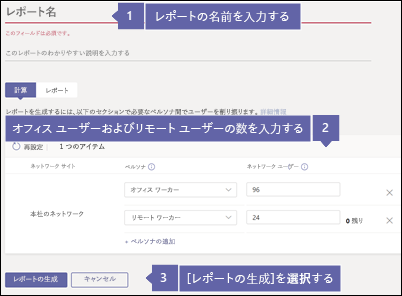 レポート名
1 レポートの名前を入力する
このフィールドは必須です。
このレポートのわかりやすい説明を入力する
計算 レポート
レポートを生成するには、以下のセクションで必要なペルソナ間でユーザーを割り振ります。 詳細情報
オフィス ユーザーおよびリモート ユーザーの数を入力する 2
再設定 : 1 つのアイテム
ネットワーク サイト ペルソナ ネットワーク ユーザー
オフィス ワーカー 96
本社のネットワーク リモート ワーカー 24 0 残り
+ ペルソナの追加
レポートの生成 キャンセル 3 [レポートの生成]を選択する